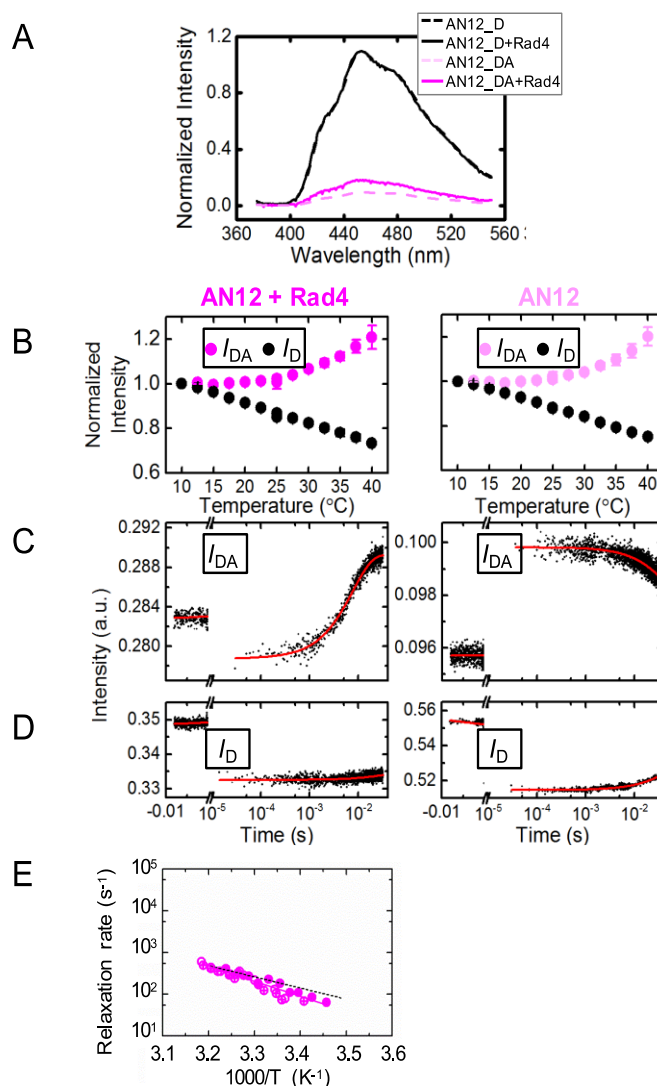 A
AN12_D
AN12_D+Rad4
AN12_DA
AN12_DA+Rad4
Normalized Intensity
1.2
0.8
0.4
0.0
360 400 440 480 520 560
Wavelength (nm)
AN12 + Rad4
AN12
B
Normalized
Intensity
1.2
1.0
0.8
0.6
IDA ID
IDA ID
10 15 20 25 30 35 40
10 15 20 25 30 35 40
Temperature (°C)
Temperature (°C)
C
Intensity (a.u.)
0.292
0.288
0.284
0.280
IDA
0.100
0.098
0.096
IDA
D
0.35
0.34
0.33
ID
0.56
0.54
0.52
ID
-0.01 10-5 10-4 10-3 10-2
-0.01 10-5 10-4 10-3 10-2
Time (s)
Time (s)
E
Relaxation rate (s-1)
105
104
103
102
101
3.1 3.2 3.3 3.4 3.5 3.6
1000/T (K-1)